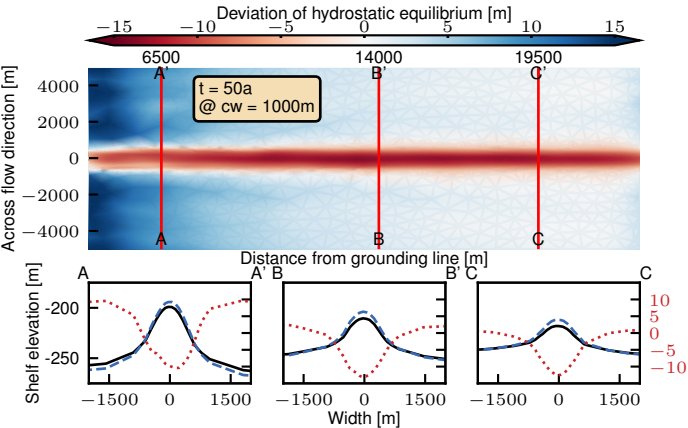 Deviation of hydrostatic equilibrium [m]
−15 −10 −5 0 5 10 15
6500 14000 19500
A' B' C'
t = 50a
@ cw = 1000m
Across flow direction [m]
4000
2000
0
−2000
−4000
A B C
Distance from grounding line [m]
A A' B B' C C
Shelf elevation [m]
-200
-250
10
5
0
−5
−10
−1500 0 1500 −1500 0 1500 −1500 0 1500
Width [m]